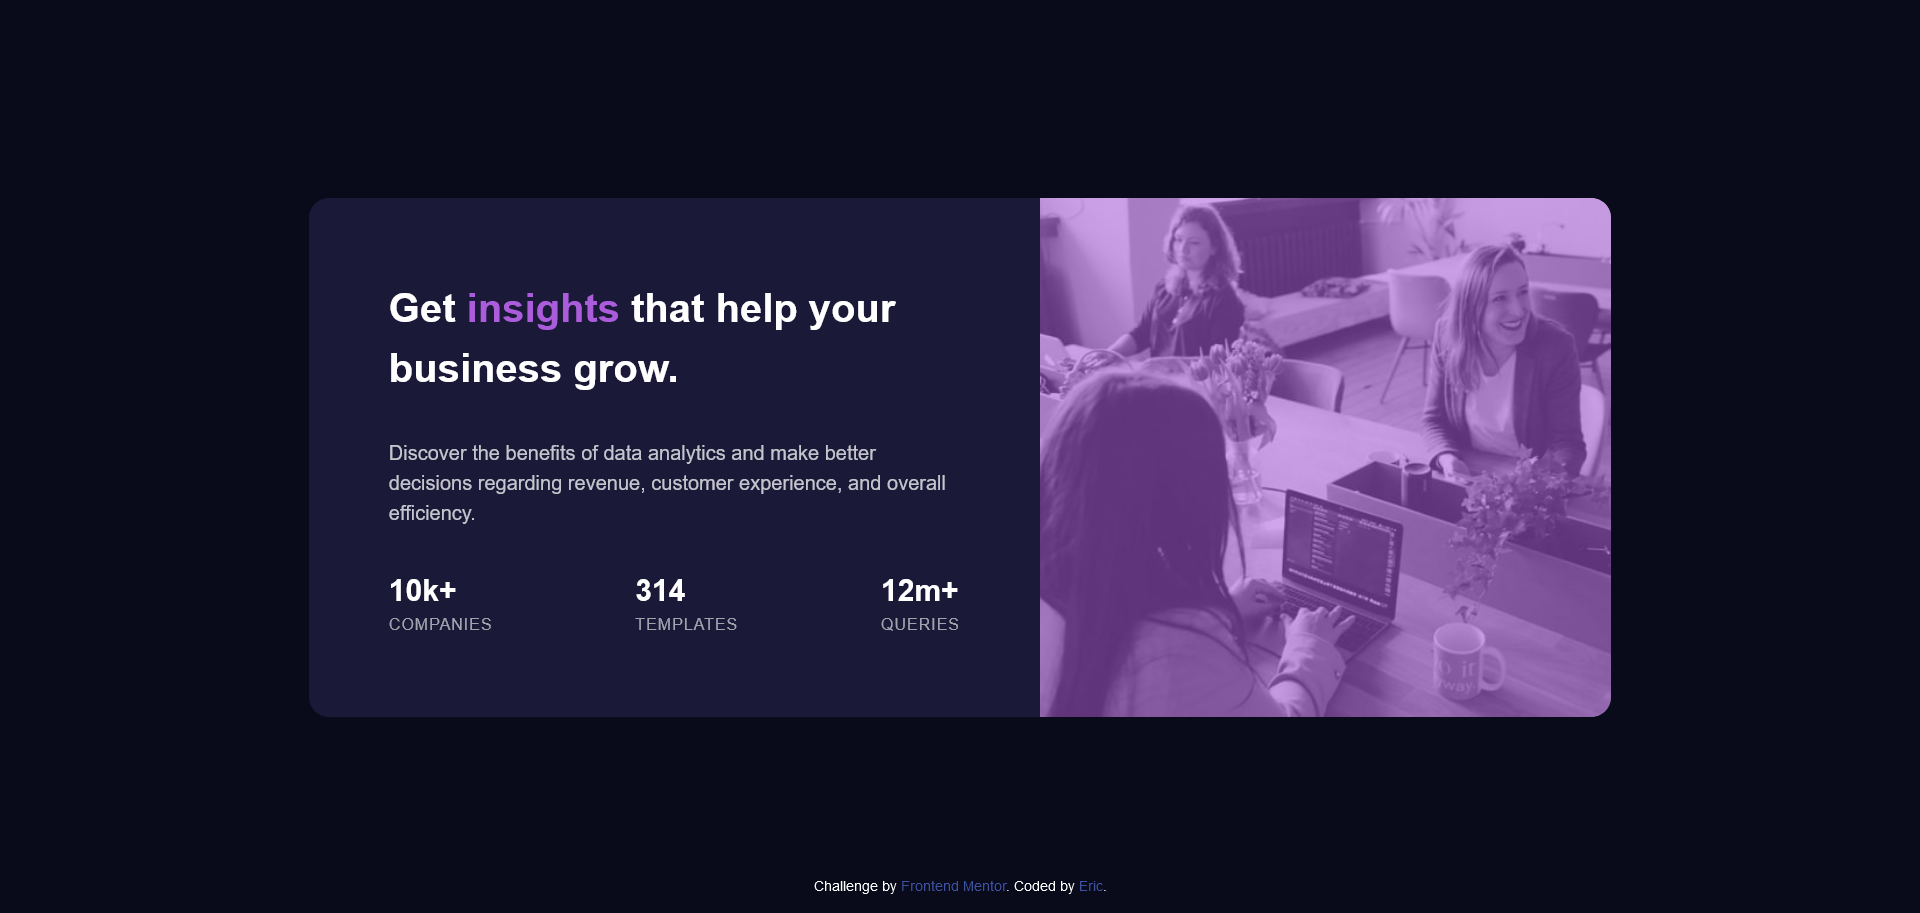 Get insights that help your
business grow.
Discover the benefits of data analytics and make better
decisions regarding revenue, customer experience, and overall
efficiency.
10k+
COMPANIES
314
TEMPLATES
12m+
QUERIES
Challenge by Frontend Mentor. Coded by Eric.